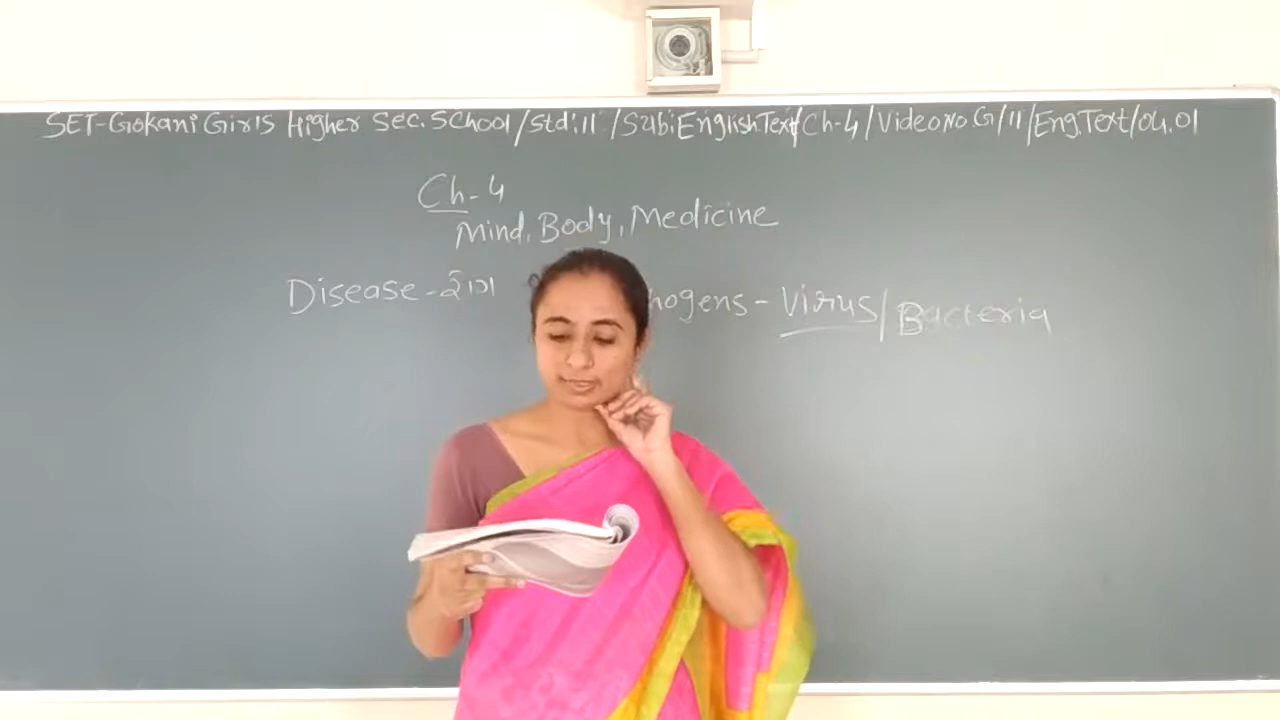 SET-Gokani Girls Higher Sec. School/Std:11/Sub:English Text/Ch-4/Video No G/11/Eng.Text/04.01
Ch-4
Mind, Body, Medicine
Disease - રોગ hogens - Virus/Bacteria